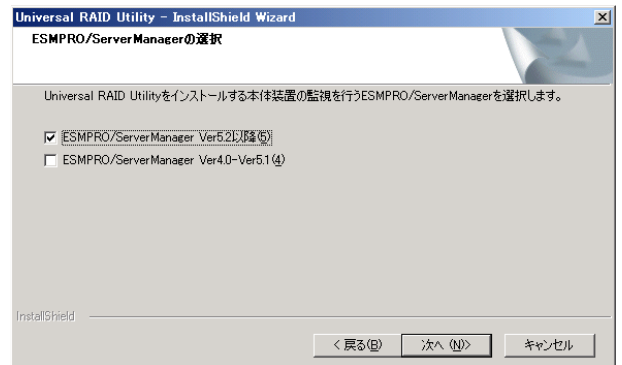 Universal RAID Utility - InstallShield Wizard
ESMPRO/ServerManagerの選択
Universal RAID Utilityをインストールする本体装置の監視を行うESMPRO/ServerManagerを選択します。
ESMPRO/ServerManager Ver5.2以降(5)
ESMPRO/ServerManager Ver4.0-Ver5.1(4)
InstallShield
< 戻る(B) 次へ (N)> キャンセル